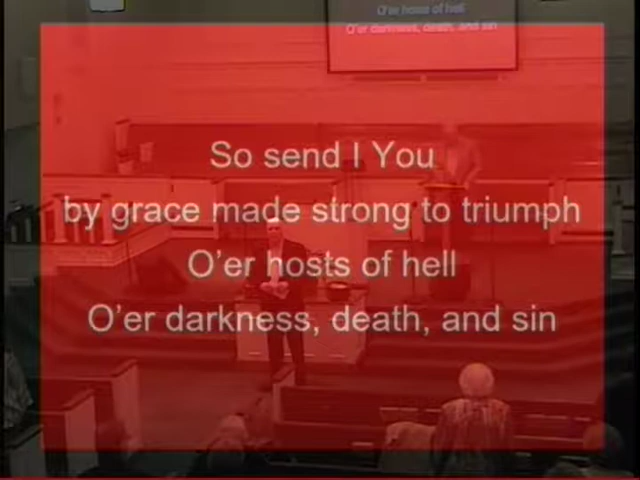 O'er hosts of hell
O'er darkness, death, and sin
So send I You
by grace made strong to triumph
O'er hosts of hell
O'er darkness, death, and sin